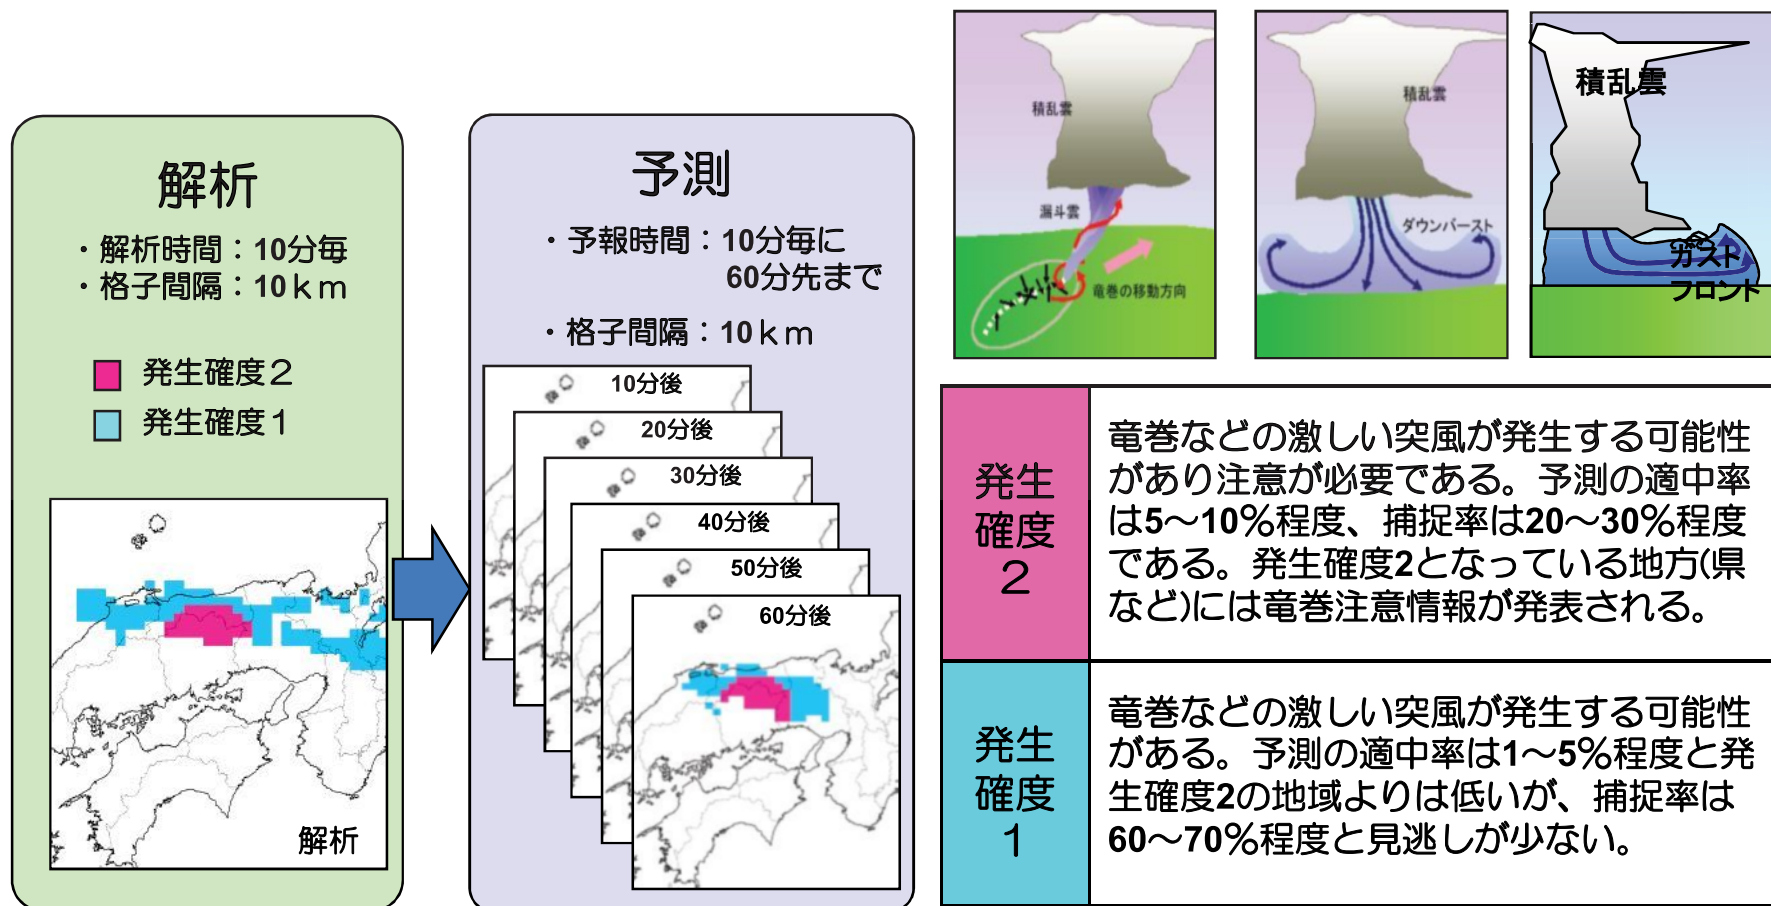 解析
・解析時間：10分毎
・格子間隔：10ｋｍ
発生確度２
発生確度１
解析
予測
・予報時間：10分毎に
60分先まで
・格子間隔：10ｋｍ
10分後
20分後
30分後
40分後
50分後
60分後
積乱雲
漏斗雲
竜巻の移動方向
積乱雲
ダウンバースト
積乱雲
ガスト
フロント
発生
確度
２
竜巻などの激しい突風が発生する可能性
があり注意が必要である。予測の適中率
は5～10％程度、捕捉率は20～30％程度
である。発生確度2となっている地方(県
など)には竜巻注意情報が発表される。
発生
確度
１
竜巻などの激しい突風が発生する可能性
がある。予測の適中率は1～5％程度と発
生確度2の地域よりは低いが、捕捉率は
60～70％程度と見逃しが少ない。